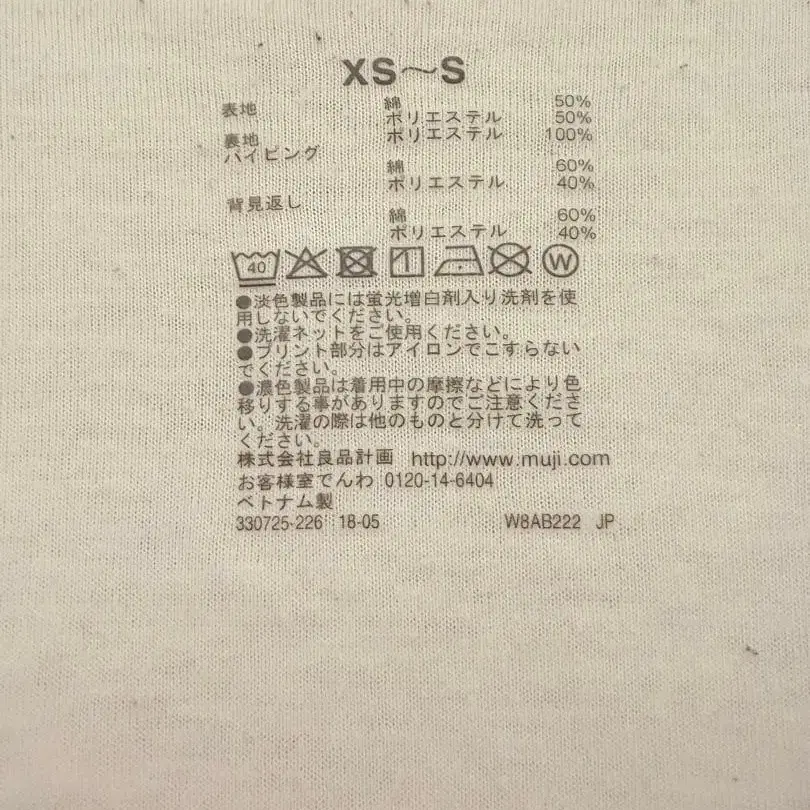 XS～S
表地 綿 50%
ポリエステル 50%
裏地 ポリエステル 100%
パイピング 綿 60%
ポリエステル 40%
背見返し 綿 60%
ポリエステル 40%
40 W
●淡色製品には蛍光増白剤入り洗剤を使
用しないでください。
●洗濯ネットをご使用ください。
●プリント部分はアイロンでこすらない
でください。
●濃色製品は着用中の摩擦などにより色
移りする事がありますのでご注意くださ
い。洗濯の際は他のものと分けて洗って
ください。
株式会社良品計画 http://www.muji.com
お客様室でんわ 0120-14-6404
ベトナム製
330725-226 18-05 W8AB222 JP